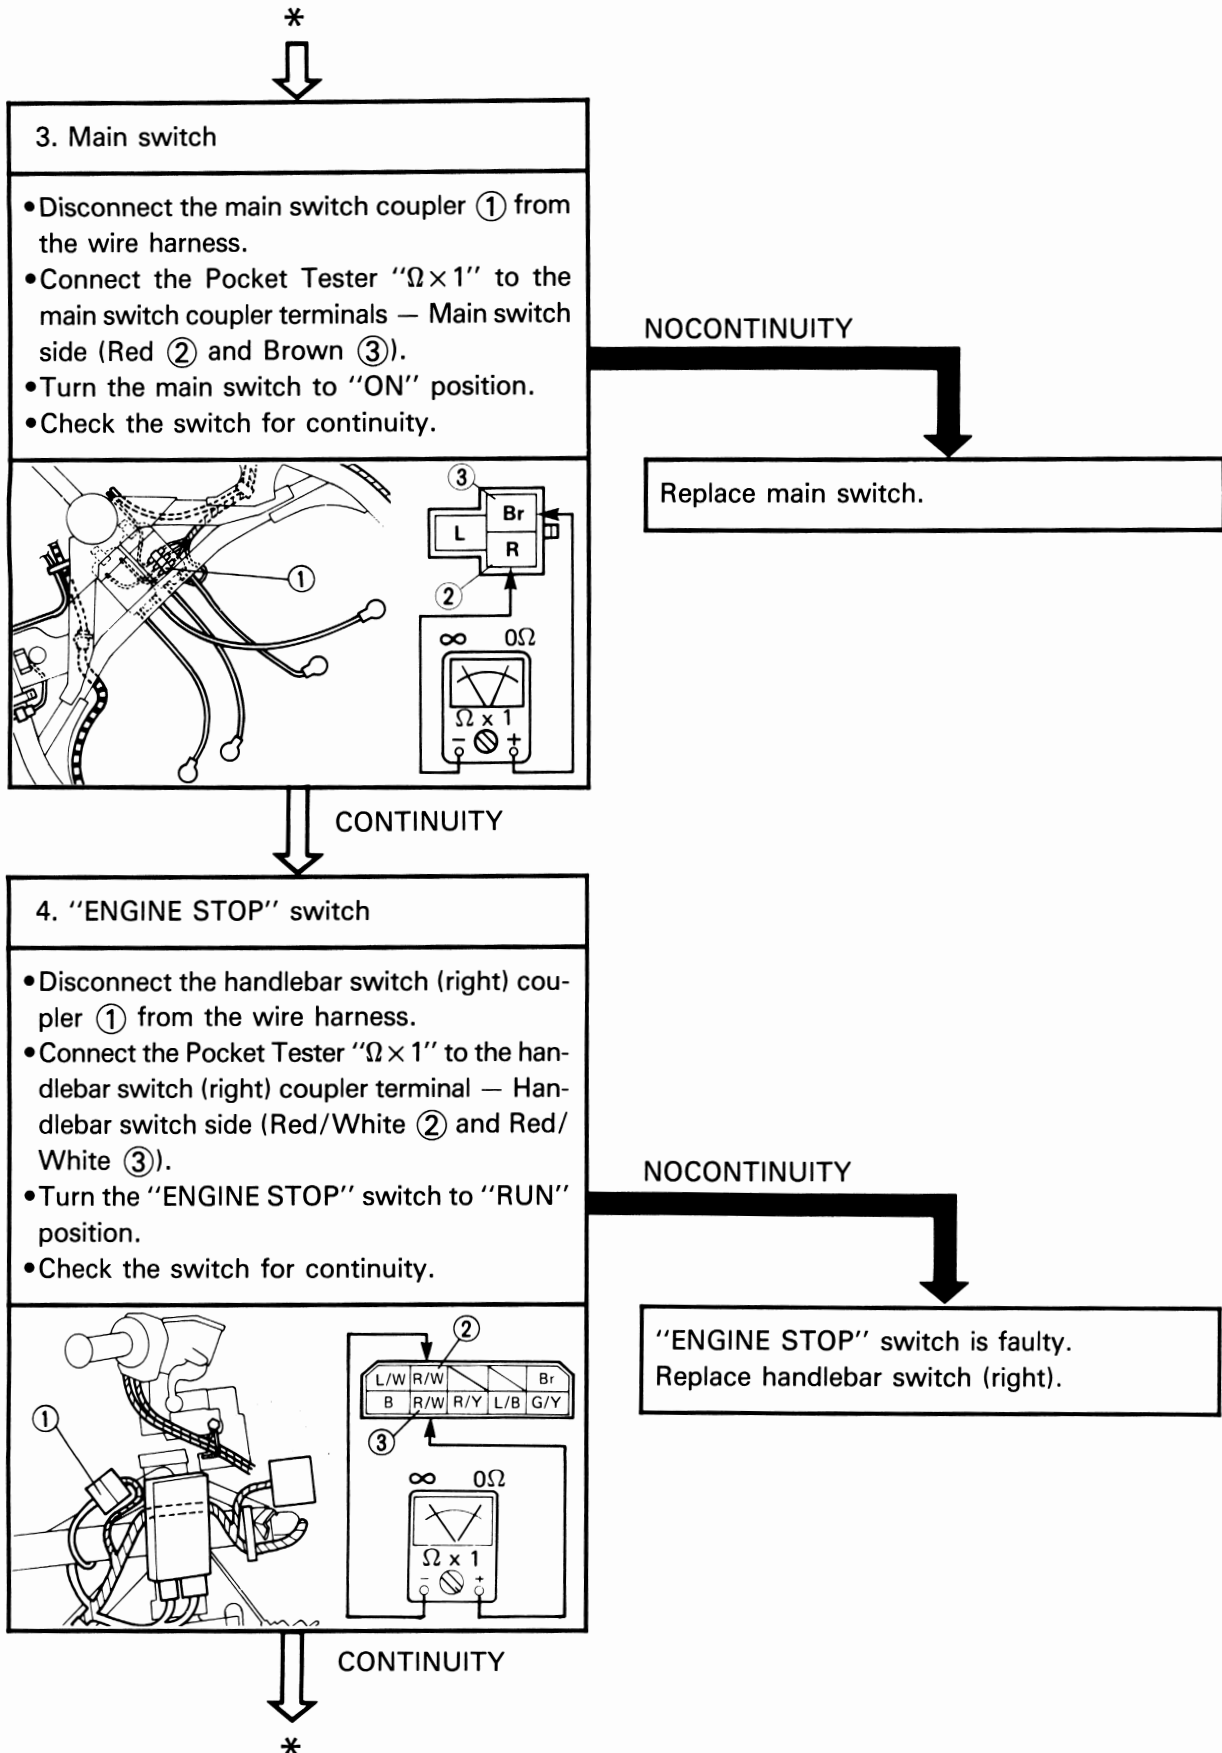 *
3. Main switch
•Disconnect the main switch coupler ① from
the wire harness.
•Connect the Pocket Tester “Ω×1” to the
main switch coupler terminals — Main switch
side (Red ② and Brown ③).
•Turn the main switch to “ON” position.
•Check the switch for continuity.
NOCONTINUITY
Replace main switch.
①
③
Br
L
R
②
∞ 0Ω
Ω x 1
− +
CONTINUITY
4. “ENGINE STOP” switch
•Disconnect the handlebar switch (right) cou-
pler ① from the wire harness.
•Connect the Pocket Tester “Ω×1” to the han-
dlebar switch (right) coupler terminal — Han-
dlebar switch side (Red/White ② and Red/
White ③).
•Turn the “ENGINE STOP” switch to “RUN”
position.
•Check the switch for continuity.
NOCONTINUITY
“ENGINE STOP” switch is faulty.
Replace handlebar switch (right).
①
②
L/W R/W Br
B R/W R/Y L/B G/Y
③
∞ 0Ω
Ω x 1
− +
CONTINUITY
*